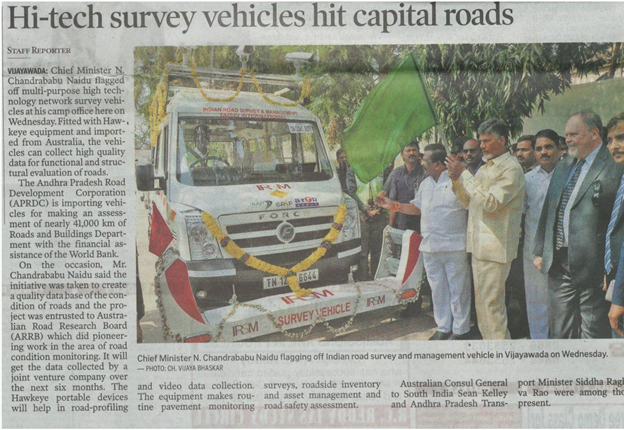 Hi-tech survey vehicles hit capital roads
STAFF REPORTER
VIJAYAWADA: Chief Minister N.
Chandrababu Naidu flagged
off multi-purpose high tech-
nology network survey vehicles
at his camp office here on
Wednesday. Fitted with Haw-
keye equipment and import-
ed from Australia, the vehi-
cles can collect high quality
data for functional and struc-
tural evaluation of roads.
The Andhra Pradesh Road
Development Corporation
(APRDC) is importing vehi-
cles for making an assess-
ment of nearly 41,000 km of
Roads and Buildings Depart-
ment with the financial as-
sistance of the World Bank.
On the occasion, Mr.
Chandrababu Naidu said the
initiative was taken to create
a quality data base of the con-
dition of roads and the pro-
ject was entrusted to Austra-
lian Road Research Board
(ARRB) which did pioneering
work in the area of road
condition monitoring. It will
get the data collected by a
joint venture company over
the next six months. The
Hawkeye portable devices
will help in road-profiling
INDIAN ROAD SURVEY & MANAGEMENT
IRSM
FORCE
TN
6644
IRSM
SURVEY VEHICLE
IRSM
IRSM
Chief Minister N. Chandrababu Naidu flagging off Indian road survey and management vehicle in Vijayawada on Wednesday.
— PHOTO: CH. VIJAYA BHASKAR
and video data collection.
The equipment makes rou-
tine pavement monitoring
surveys, roadside inventory
and asset management and
road safety assessment.
Australian Consul General
to South India Sean Kelley
and Andhra Pradesh Trans-
port Minister Siddha Ragh
va Rao were among tho
present.